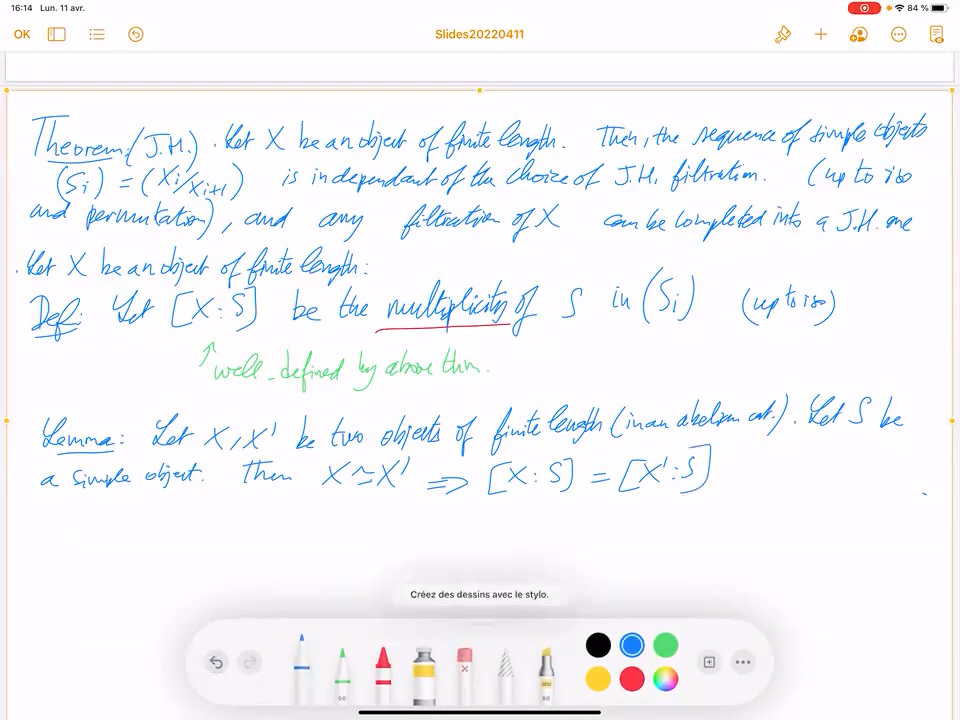 16:14 Lun. 11 avr. 84 %
OK Slides20220411
Theorem: (J.H.). Let X be an object of finite length. Then, the sequence of simple objects
(Si) = (Xi/Xi+1) is independant of the choice of J.H. filtration. (up to iso
and permutation), and any filtration of X can be completed into a J.H. one
. Let X be an object of finite length:
Def: Let [X : S] be the multiplicity of S in (Si) (up to iso)
↑ well-defined by above thm.
Lemma: Let X, X' be two objects of finite length (in an abelian cat.). Let S be
a simple object. Then X ≃ X' ⟹ [X : S] = [X' : S]
Créez des dessins avec le stylo.
50 80